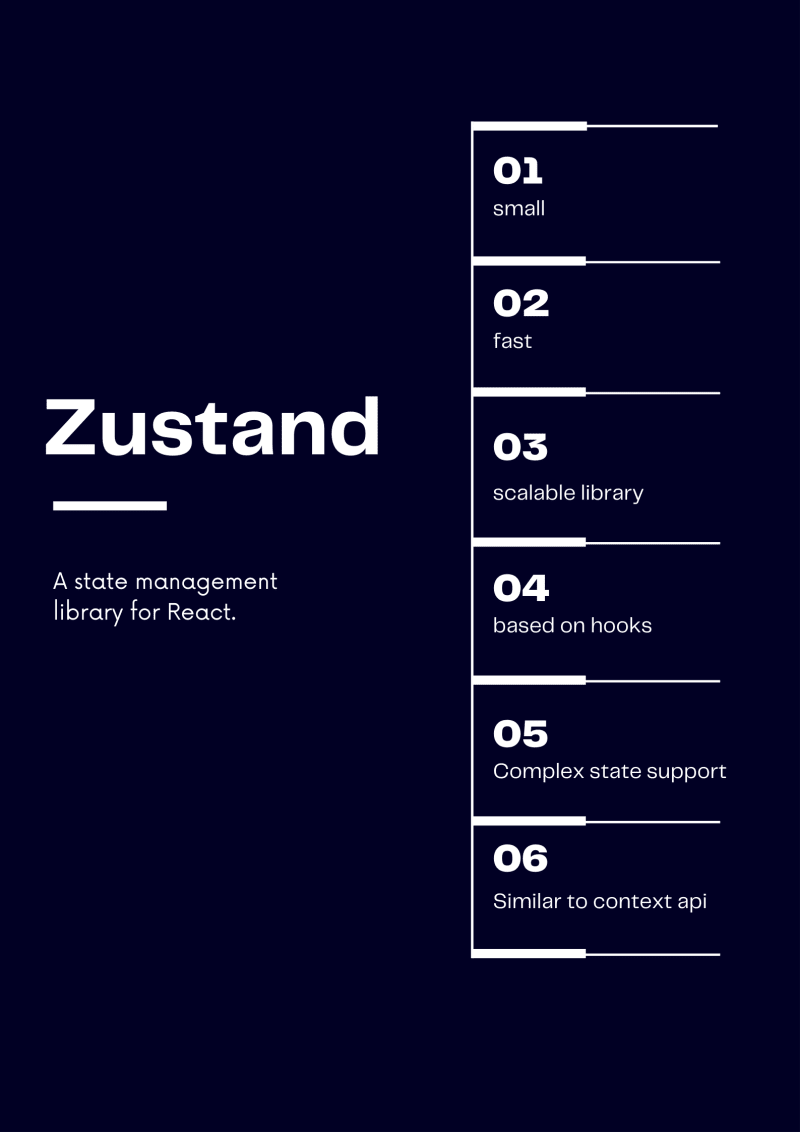 Zustand
A state management
library for React.
01
small
02
fast
03
scalable library
04
based on hooks
05
Complex state support
06
Similar to context api